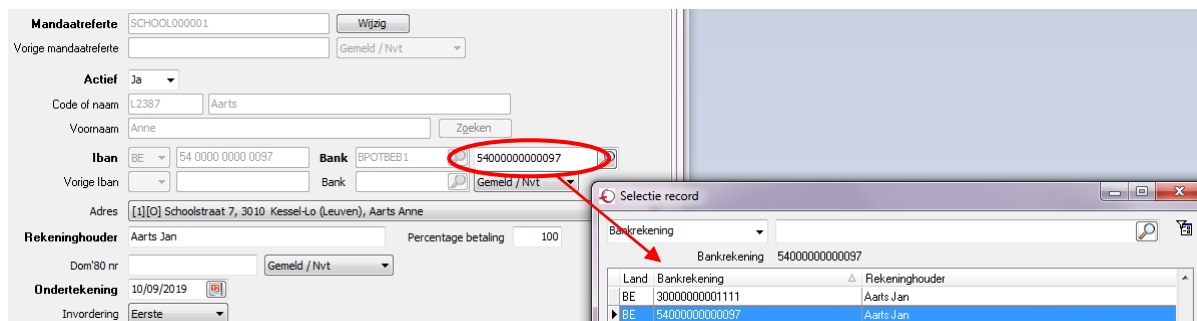 Mandaatreferte SCHOOL000001 Wijzig
Vorige mandaatreferte Gemeld / Nvt
Actief Ja
Code of naam L2387 Aarts
Voornaam Anne Zoeken
Iban BE 54 0000 0000 0097 Bank BPOTBEB1 54000000000097
Vorige Iban Bank Gemeld / Nvt
Adres [1][O] Schoolstraat 7, 3010 Kessel-Lo (Leuven), Aarts Anne
Rekeninghouder Aarts Jan Percentage betaling 100
Dom'80 nr Gemeld / Nvt
Ondertekening 10/09/2019
Invordering Eerste
Selectie record
Bankrekening
Bankrekening 54000000000097
Land Bankrekening Rekeninghouder
BE 30000000001111 Aarts Jan
BE 54000000000097 Aarts Jan